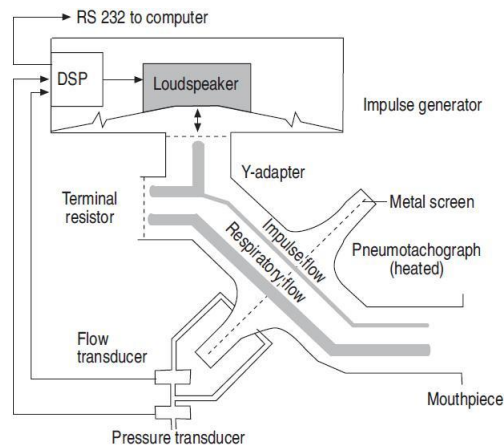 RS 232 to computer
DSP
Loudspeaker
Impulse generator
Y-adapter
Terminal
resistor
Metal screen
Impulse flow
Respiratory flow
Pneumotachograph
(heated)
Flow
transducer
Mouthpiece
Pressure transducer